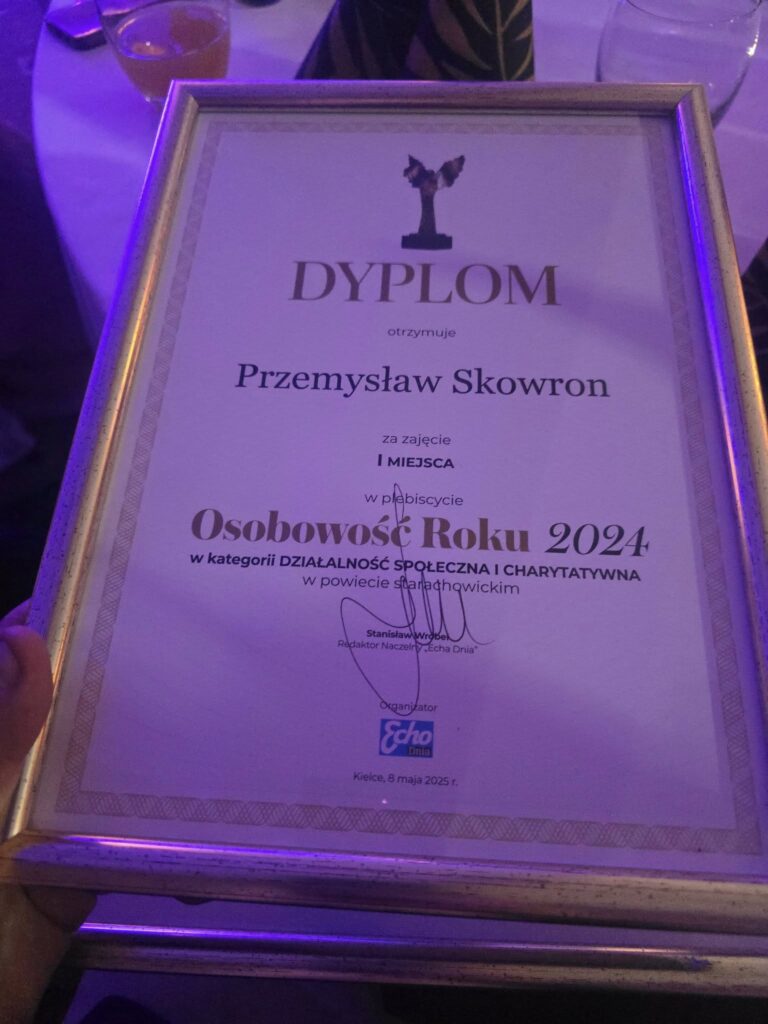 DYPLOM
otrzymuje
Przemysław Skowron
za zajęcie
I MIEJSCA
w plebiscycie
Osobowość Roku 2024
w kategorii DZIAŁALNOŚĆ SPOŁECZNA I CHARYTATYWNA
w powiecie starachowickim
Stanisław Wróbel
Redaktor Naczelny „Echa Dnia”
Organizator
Echo
Dnia
Kielce, 8 maja 2025 r.